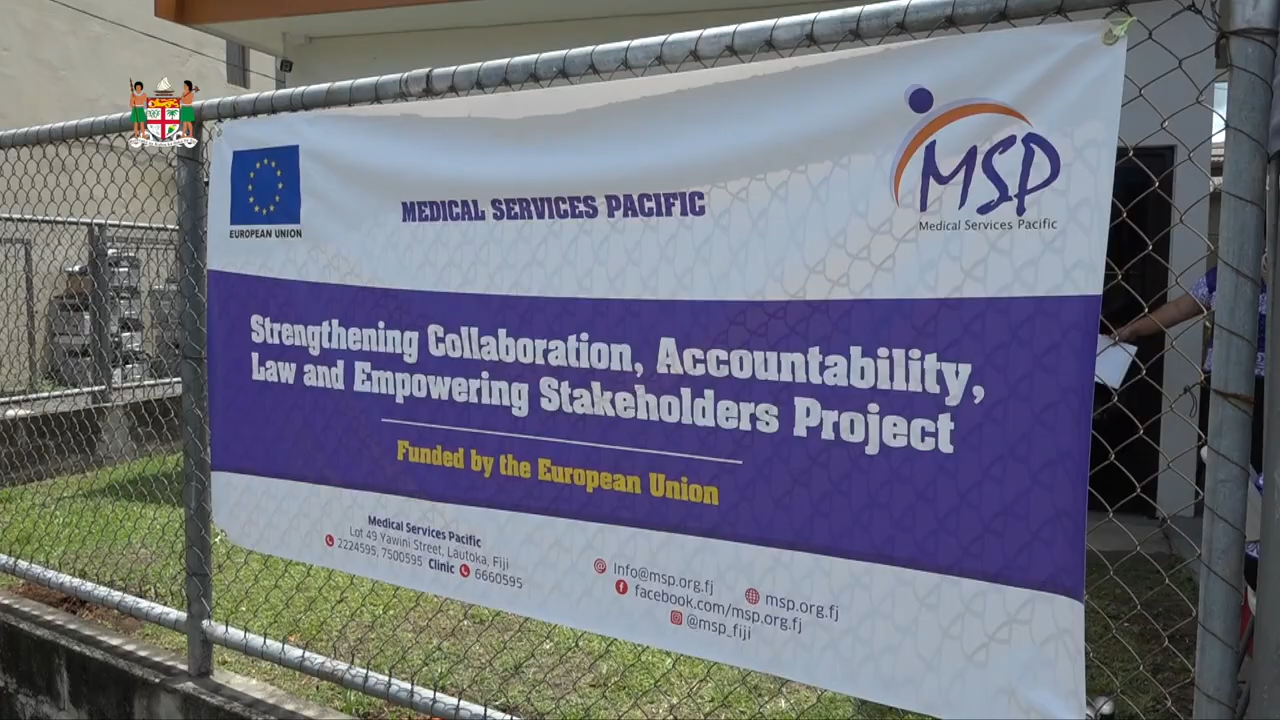 EUROPEAN UNION
MEDICAL SERVICES PACIFIC
MSP
Medical Services Pacific
Strengthening Collaboration, Accountability,
Law and Empowering Stakeholders Project
Funded by the European Union
Medical Services Pacific
Lot 49 Yawini Street, Lautoka, Fiji
2224595, 7500595 Clinic 6660595
Info@msp.org.fj
msp.org.fj
facebook.com/msp.org.fj
@msp_fiji